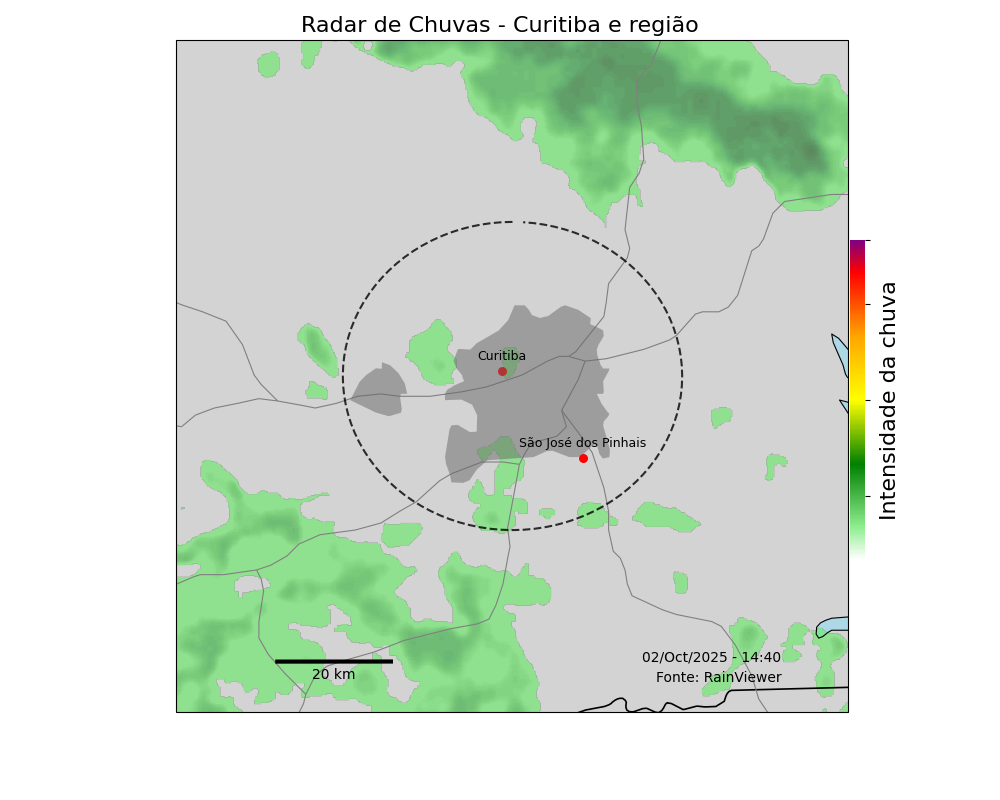 Radar de Chuvas - Curitiba e região
Curitiba
São José dos Pinhais
Intensidade da chuva
02/Oct/2025 - 14:40
Fonte: RainViewer
20 km